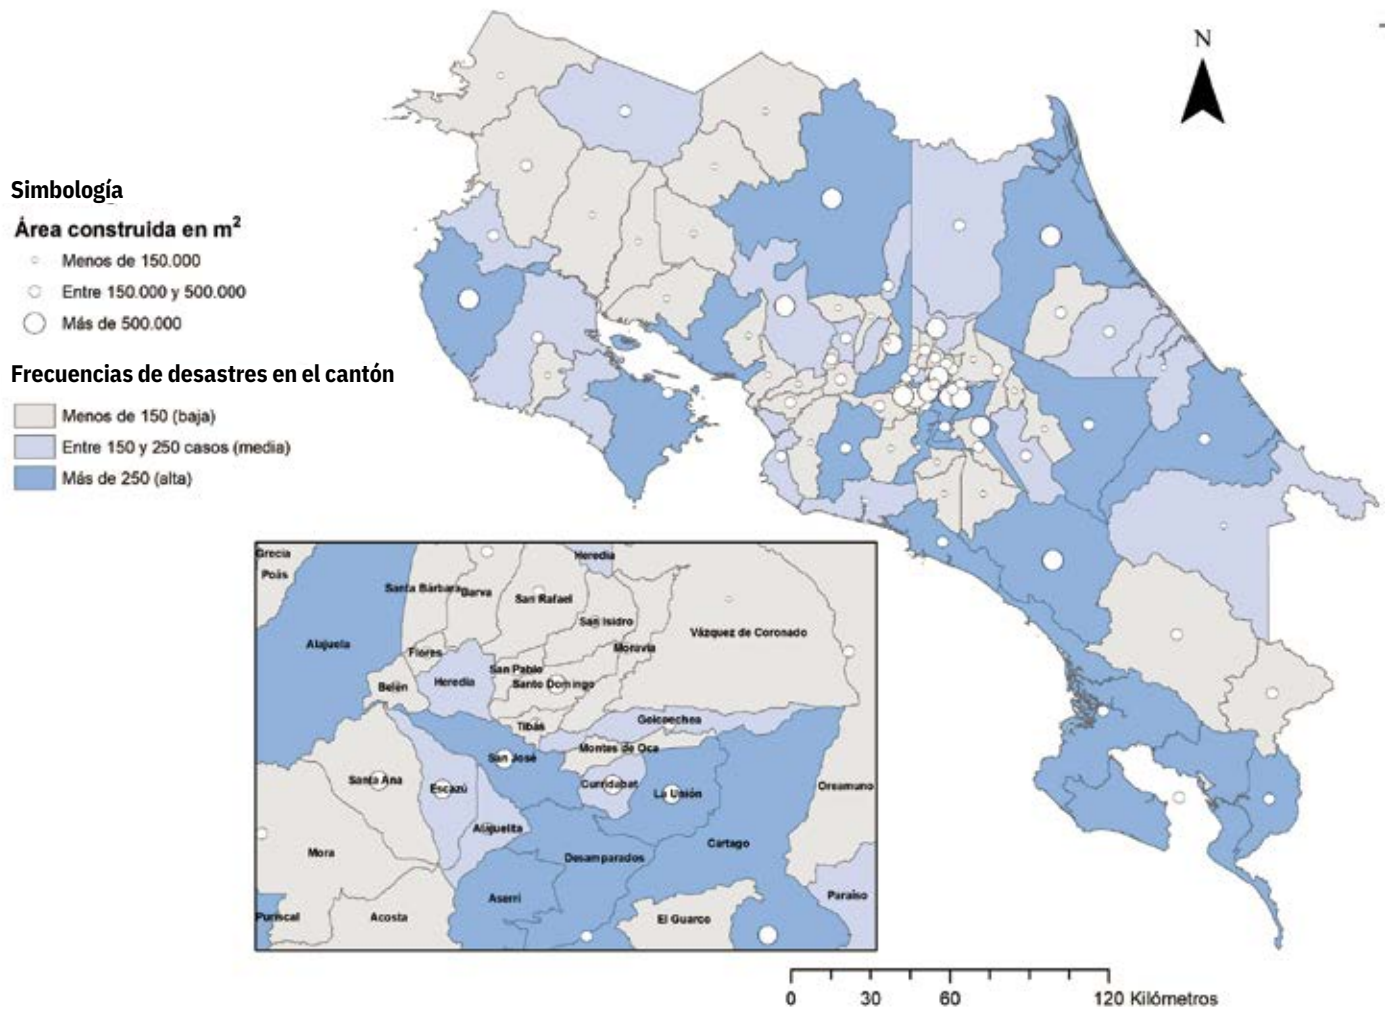 N
Simbología
Área construida en m²
Menos de 150.000
Entre 150.000 y 500.000
Más de 500.000
Frecuencias de desastres en el cantón
Menos de 150 (baja)
Entre 150 y 250 casos (media)
Más de 250 (alta)
Grecia
Heredia
Poás
Santa Bárbara
Barva
San Rafael
San Isidro
Vázquez de Coronado
Alajuela
Moravia
Flores
San Pablo
Heredia
Santo Domingo
Belén
Goicoechea
Tibás
Montes de Oca
San José
Santa Ana
Curridabat
Escazú
La Unión
Oreamuno
Alajuelita
Cartago
Mora
Desamparados
Paraíso
Aserrí
Puriscal
Acosta
El Guarco
0 30 60 120 Kilómetros